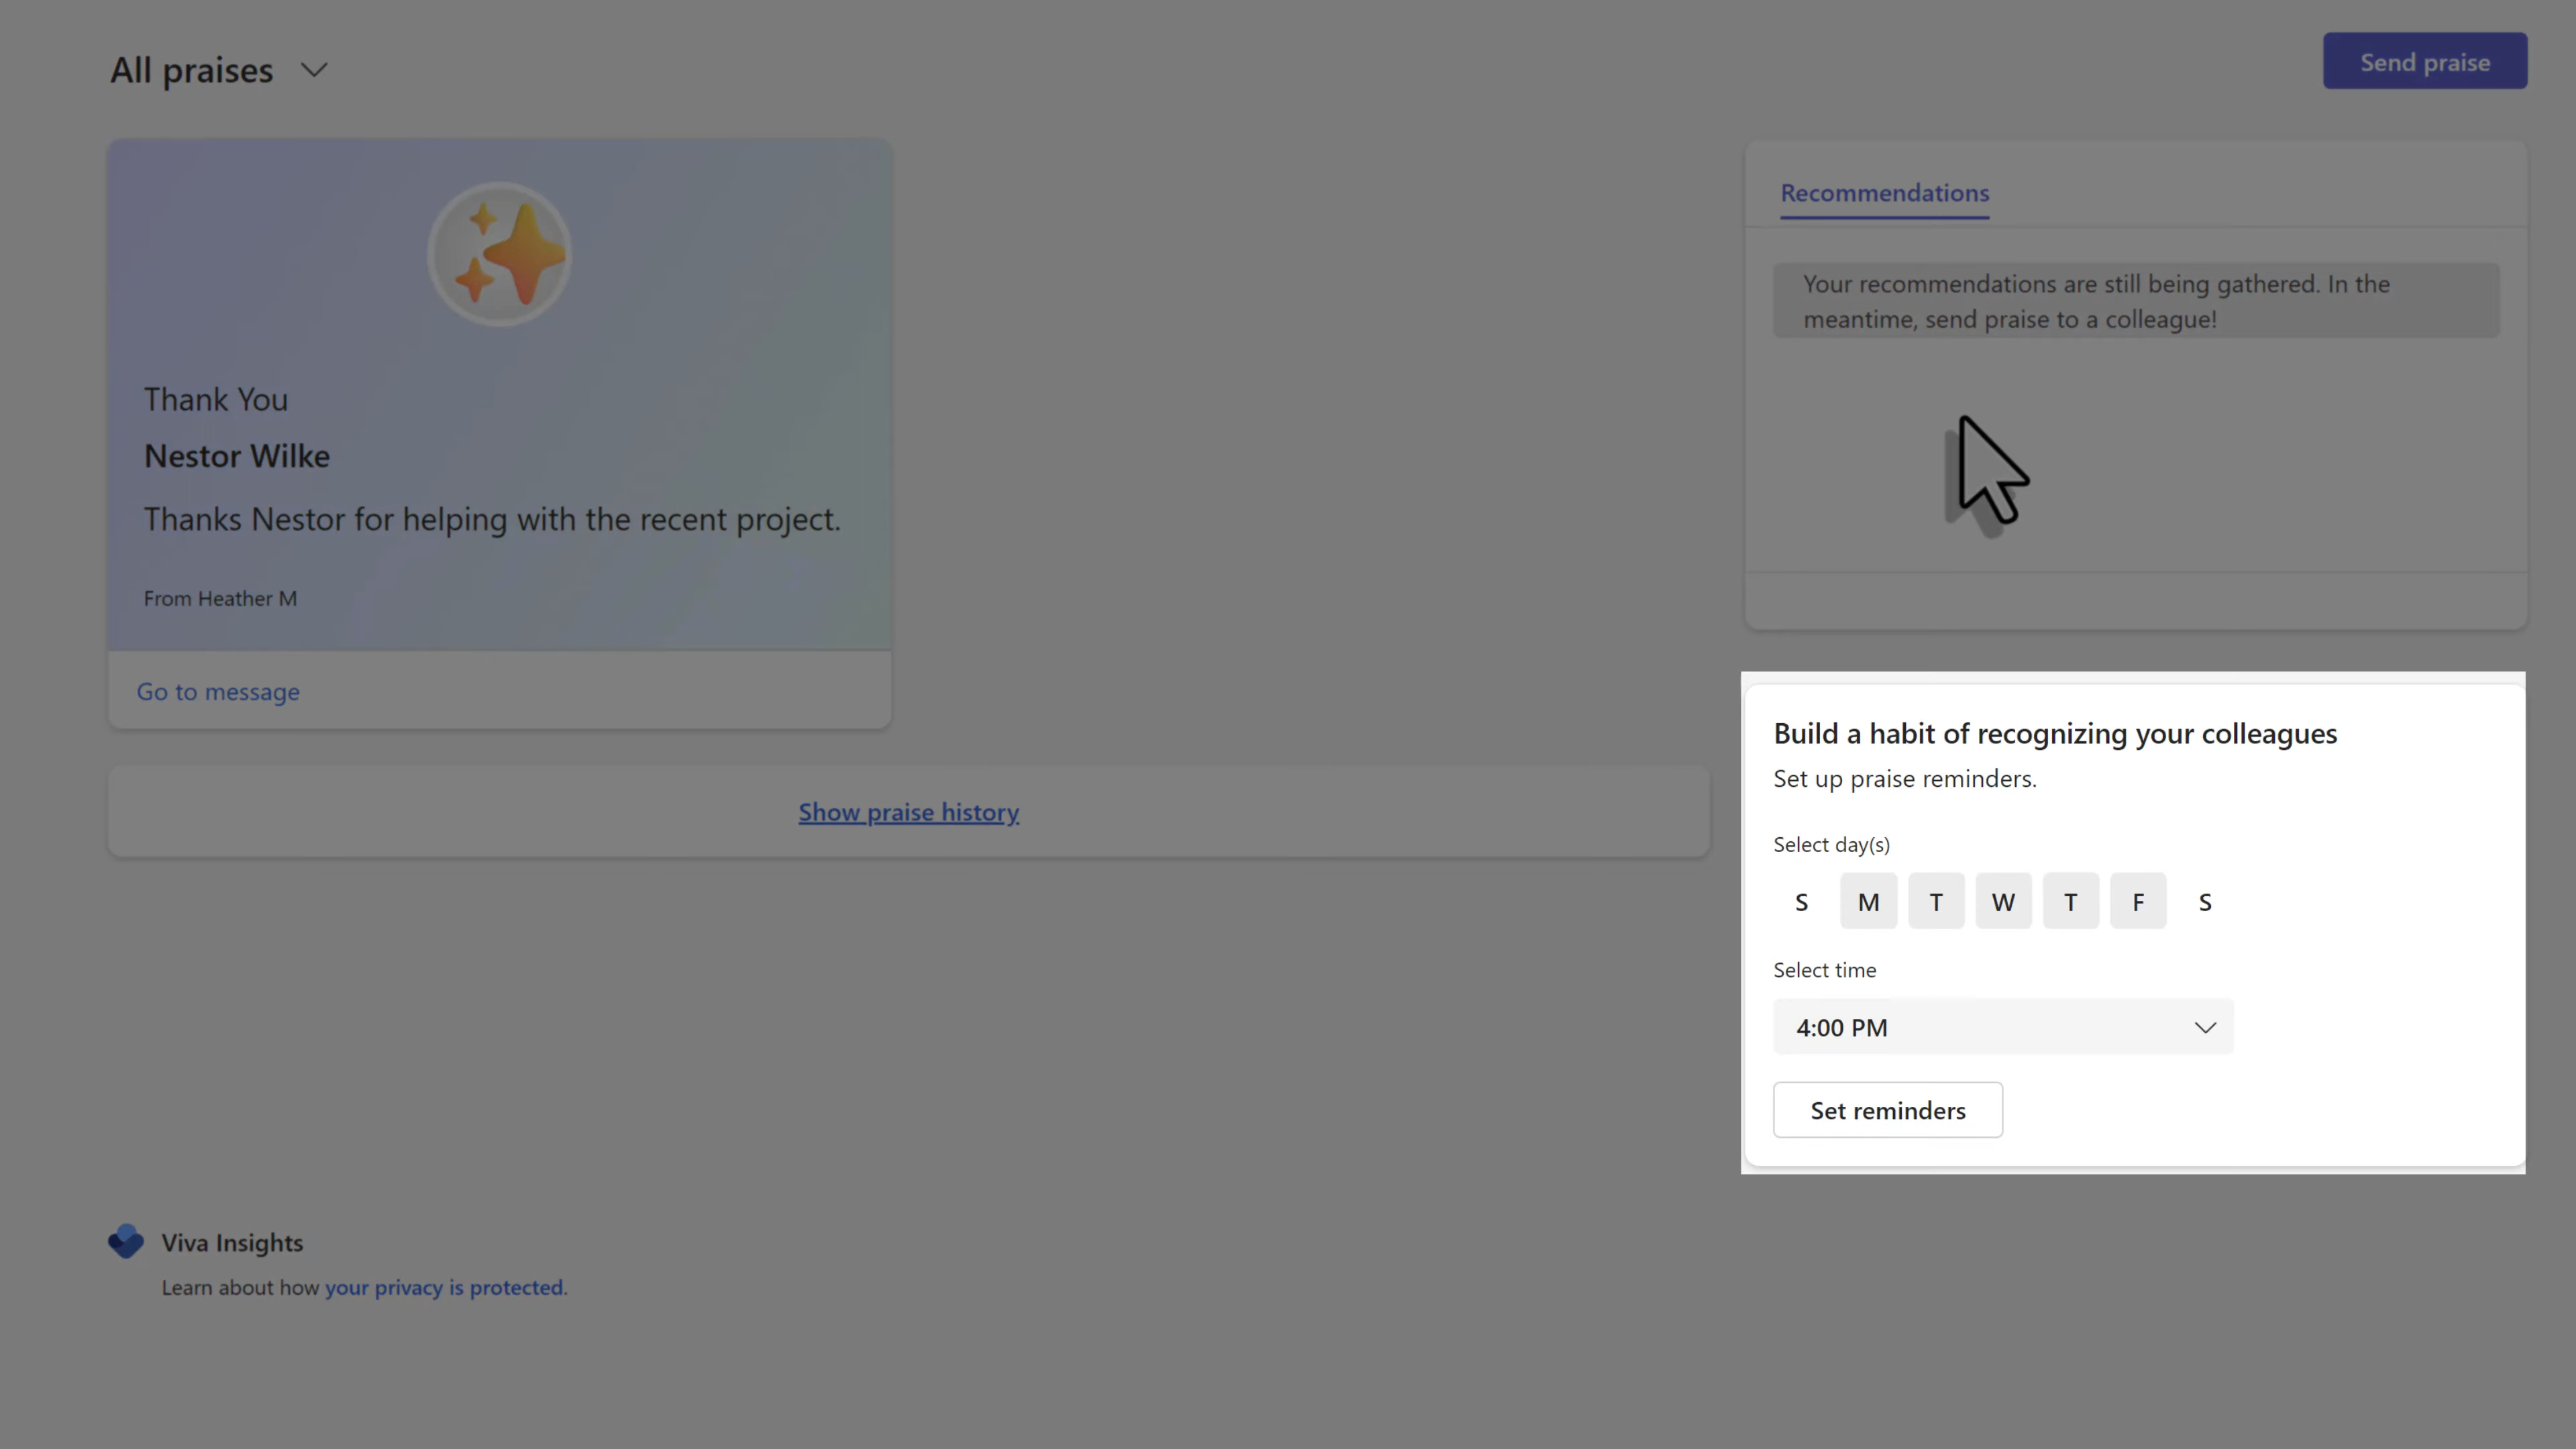 All praises
Send praise
Thank You
Nestor Wilke
Thanks Nestor for helping with the recent project.
From Heather M
Go to message
Show praise history
Recommendations
Your recommendations are still being gathered. In the
meantime, send praise to a colleague!
Build a habit of recognizing your colleagues
Set up praise reminders.
Select day(s)
S M T W T F S
Select time
4:00 PM
Set reminders
Viva Insights
Learn about how your privacy is protected.